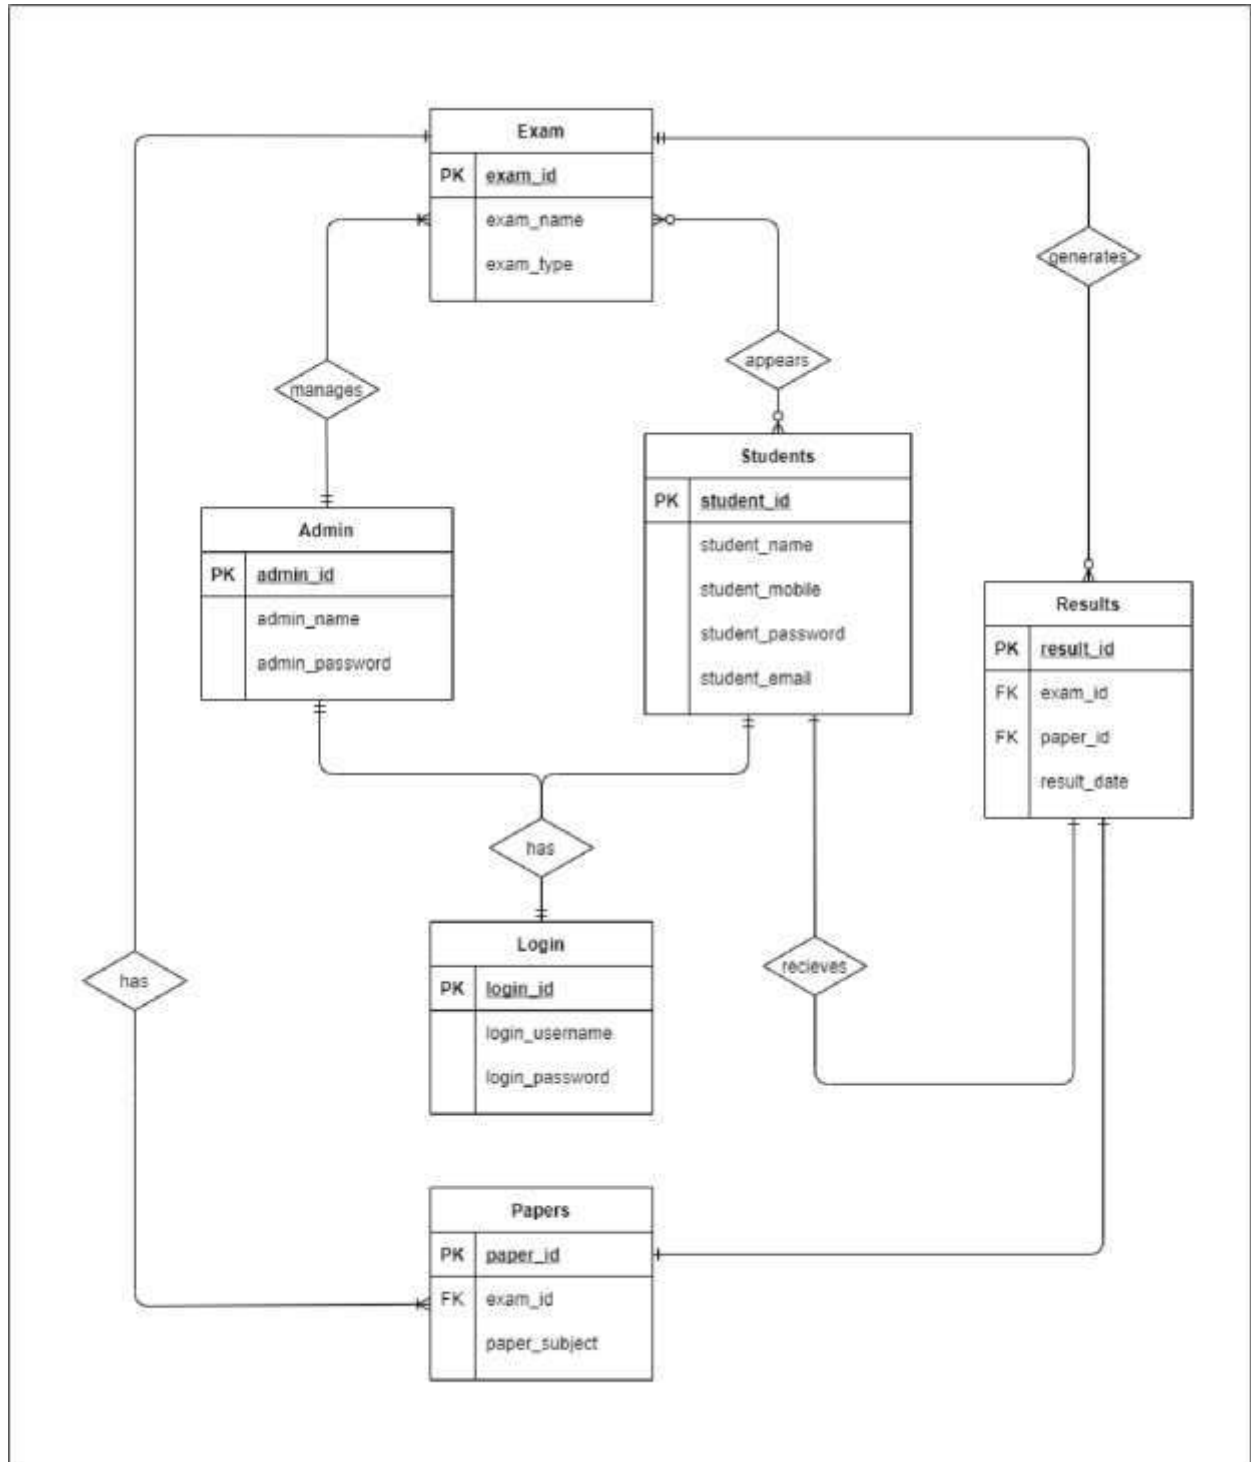 Exam
PK exam_id
exam_name
exam_type
generates
appears
manages
Students
PK student_id
student_name
student_mobile
student_password
student_email
Admin
PK admin_id
admin_name
admin_password
Results
PK result_id
FK exam_id
FK paper_id
result_date
has
Login
PK login_id
login_username
login_password
recieves
has
Papers
PK paper_id
FK exam_id
paper_subject